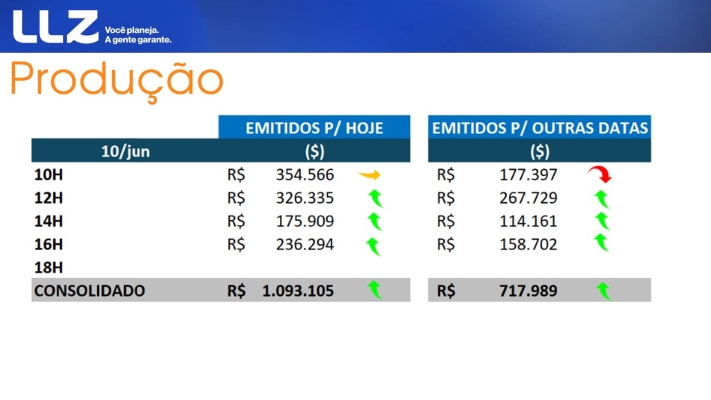 LLZ
Você planeja.
A gente garante.
Produção
EMITIDOS P/ HOJE EMITIDOS P/ OUTRAS DATAS
10/jun ($) ($)
10H R$ 354.566 R$ 177.397
12H R$ 326.335 R$ 267.729
14H R$ 175.909 R$ 114.161
16H R$ 236.294 R$ 158.702
18H
CONSOLIDADO R$ 1.093.105 R$ 717.989